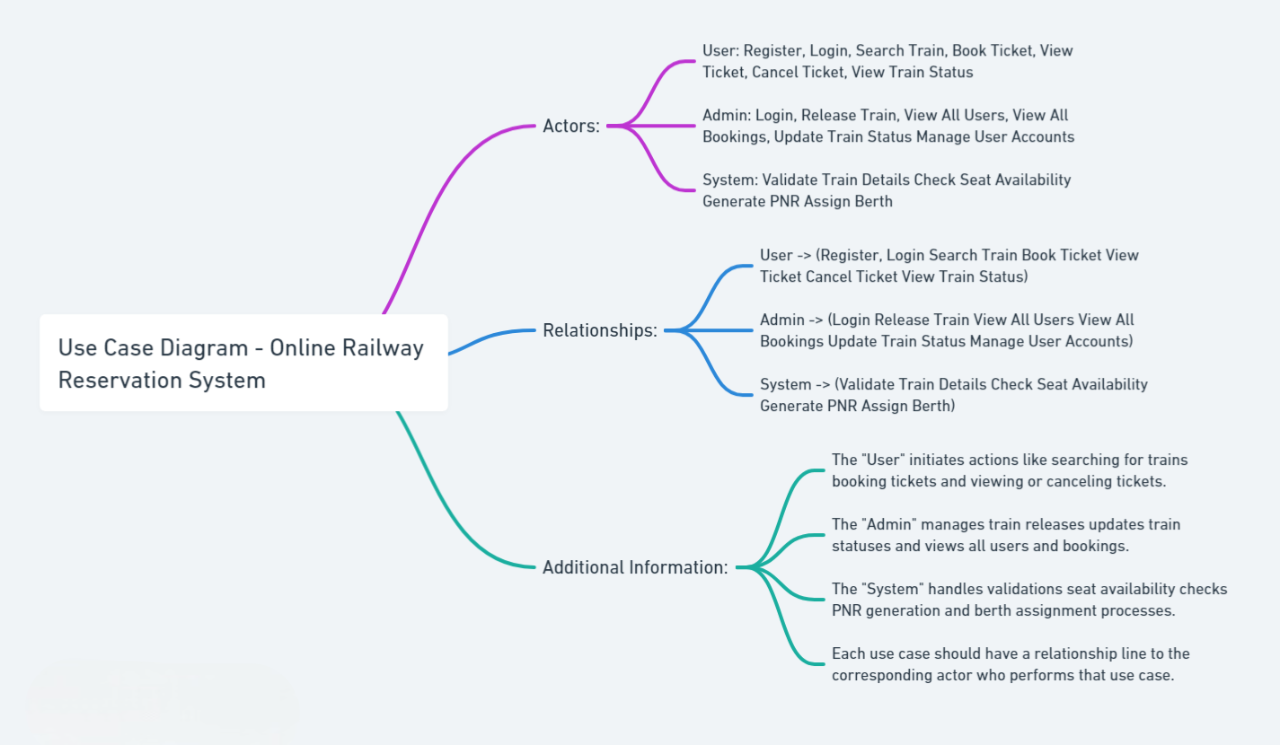 Use Case Diagram - Online Railway
Reservation System
Actors:
User: Register, Login, Search Train, Book Ticket, View
Ticket, Cancel Ticket, View Train Status
Admin: Login, Release Train, View All Users, View All
Bookings, Update Train Status Manage User Accounts
System: Validate Train Details Check Seat Availability
Generate PNR Assign Berth
Relationships:
User -> (Register, Login Search Train Book Ticket View
Ticket Cancel Ticket View Train Status)
Admin -> (Login Release Train View All Users View All
Bookings Update Train Status Manage User Accounts)
System -> (Validate Train Details Check Seat Availability
Generate PNR Assign Berth)
Additional Information:
The "User" initiates actions like searching for trains
booking tickets and viewing or canceling tickets.
The "Admin" manages train releases updates train
statuses and views all users and bookings.
The "System" handles validations seat availability checks
PNR generation and berth assignment processes.
Each use case should have a relationship line to the
corresponding actor who performs that use case.